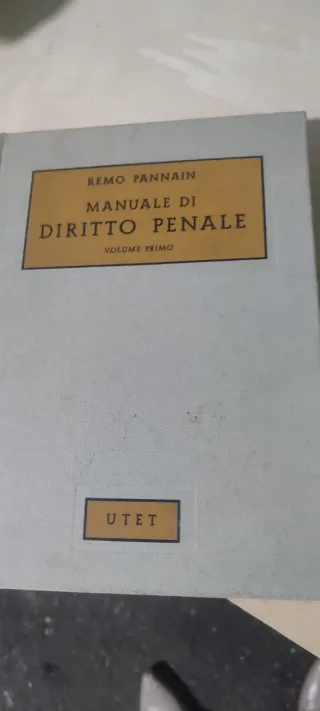 REMO PANNAIN
MANUALE DI
DIRITTO PENALE
VOLUME PRIMO
UTET